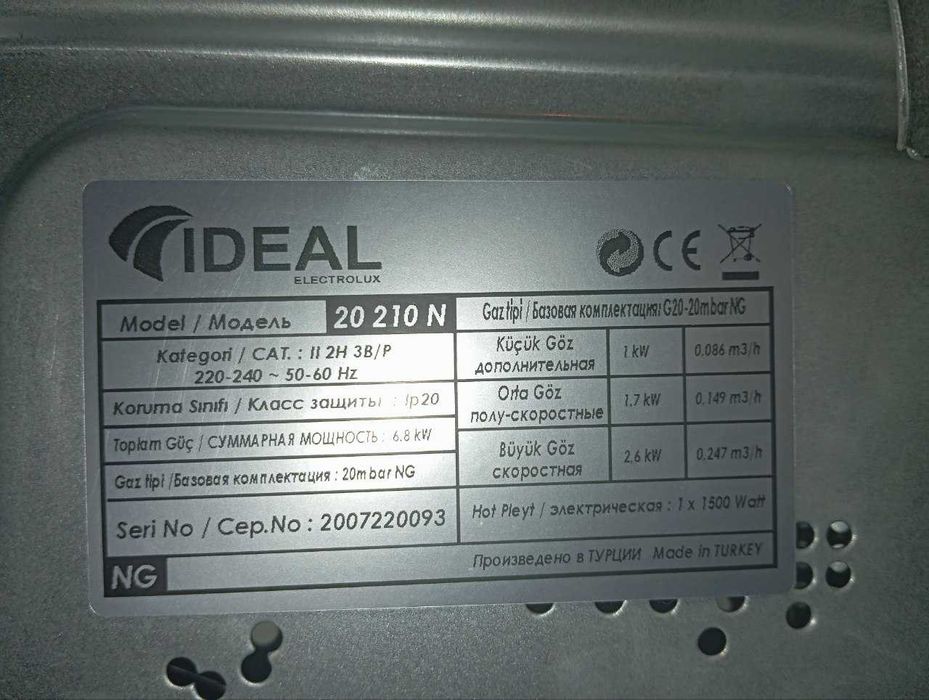 IDEAL
ELECTROLUX
CE
Model / Модель 20 210 N
Kategori / CAT. : II 2H 3B/P
220-240 ~ 50-60 Hz
Koruma Sınıfı / Класс защиты : Ip20
Toplam Güç / СУММАРНАЯ МОЩНОСТЬ : 6.8 kW
Gaz tipi /Базовая комплектация : 20mbar NG
Seri No / Сер.No : 2007220093
NG
Gaz tipi / Базовая комплектация: G20-20mbar NG
Küçük Göz
дополнительная
1 kW
0.086 m3/h
Orta Göz
полу-скоростные
1.7 kW
0.149 m3/h
Büyük Göz
скоростная
2,6 kW
0.247 m3/h
Hot Pleyt / электрическая : 1 x 1500 Watt
Произведено в ТУРЦИИ Made in TURKEY